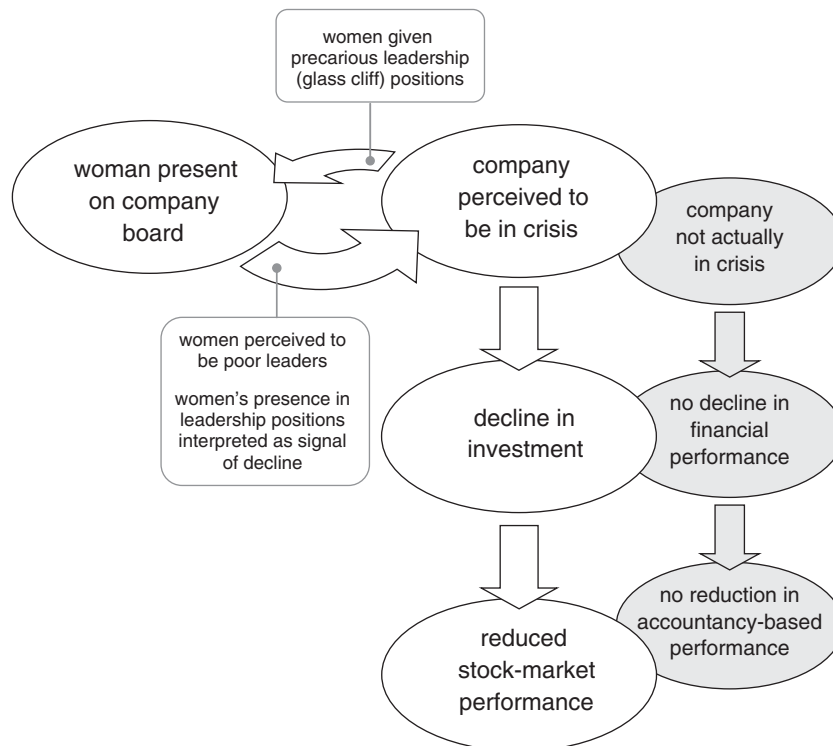 women given
precarious leadership
(glass cliff) positions
woman present
on company
board
company
perceived to
be in crisis
company
not actually
in crisis
women perceived to
be poor leaders
women’s presence in
leadership positions
interpreted as signal
of decline
decline in
investment
no decline in
financial
performance
reduced
stock-market
performance
no reduction in
accountancy-based
performance